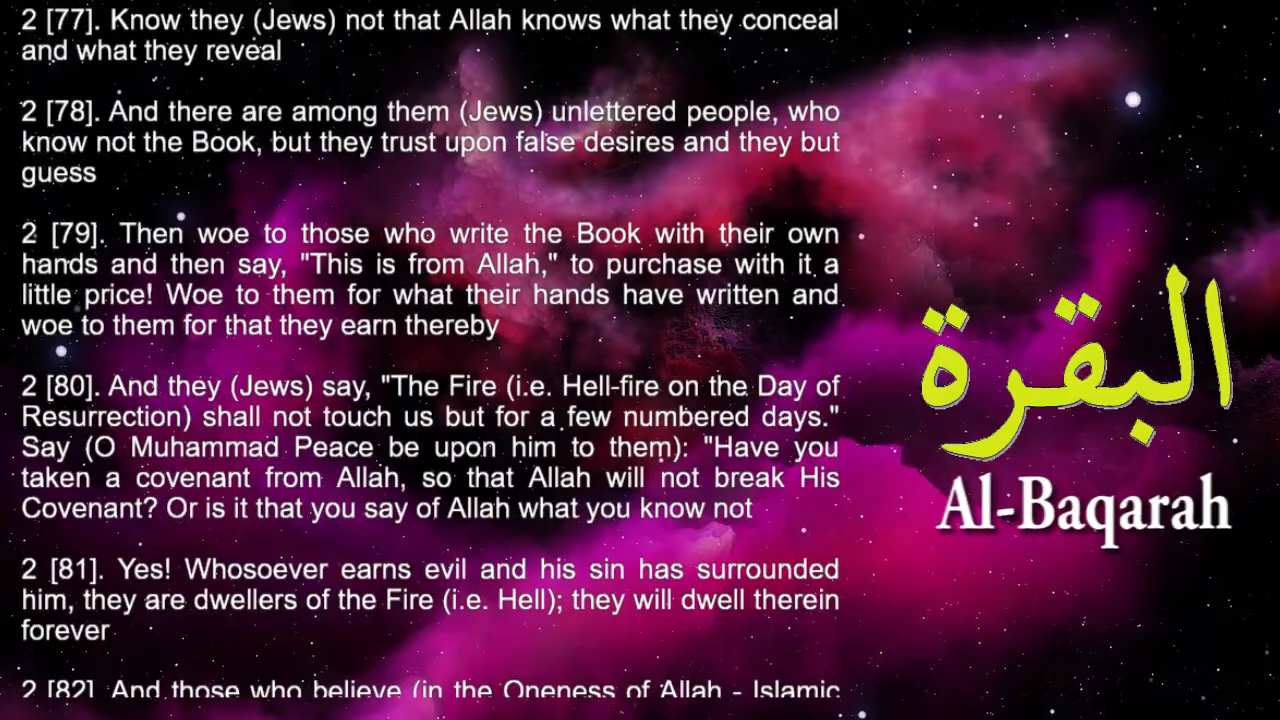 2 [77]. Know they (Jews) not that Allah knows what they conceal
and what they reveal
2 [78]. And there are among them (Jews) unlettered people, who
know not the Book, but they trust upon false desires and they but
guess
2 [79]. Then woe to those who write the Book with their own
hands and then say, "This is from Allah," to purchase with it a
little price! Woe to them for what their hands have written and
woe to them for that they earn thereby
2 [80]. And they (Jews) say, "The Fire (i.e. Hell-fire on the Day of
Resurrection) shall not touch us but for a few numbered days."
Say (O Muhammad Peace be upon him to them): "Have you
taken a covenant from Allah, so that Allah will not break His
Covenant? Or is it that you say of Allah what you know not
2 [81]. Yes! Whosoever earns evil and his sin has surrounded
him, they are dwellers of the Fire (i.e. Hell); they will dwell therein
forever
2 [82]. And those who believe (in the Oneness of Allah - Islamic
البقرة
Al-Baqarah